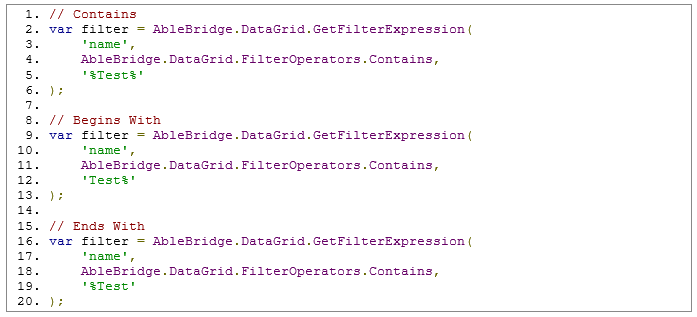 1. // Contains
2. var filter = AbleBridge.DataGrid.GetFilterExpression(
3.     'name',
4.     AbleBridge.DataGrid.FilterOperators.Contains,
5.     '%Test%'
6. );
7.
8. // Begins With
9. var filter = AbleBridge.DataGrid.GetFilterExpression(
10.     'name',
11.     AbleBridge.DataGrid.FilterOperators.Contains,
12.     'Test%'
13. );
14.
15. // Ends With
16. var filter = AbleBridge.DataGrid.GetFilterExpression(
17.     'name',
18.     AbleBridge.DataGrid.FilterOperators.Contains,
19.     '%Test'
20. );